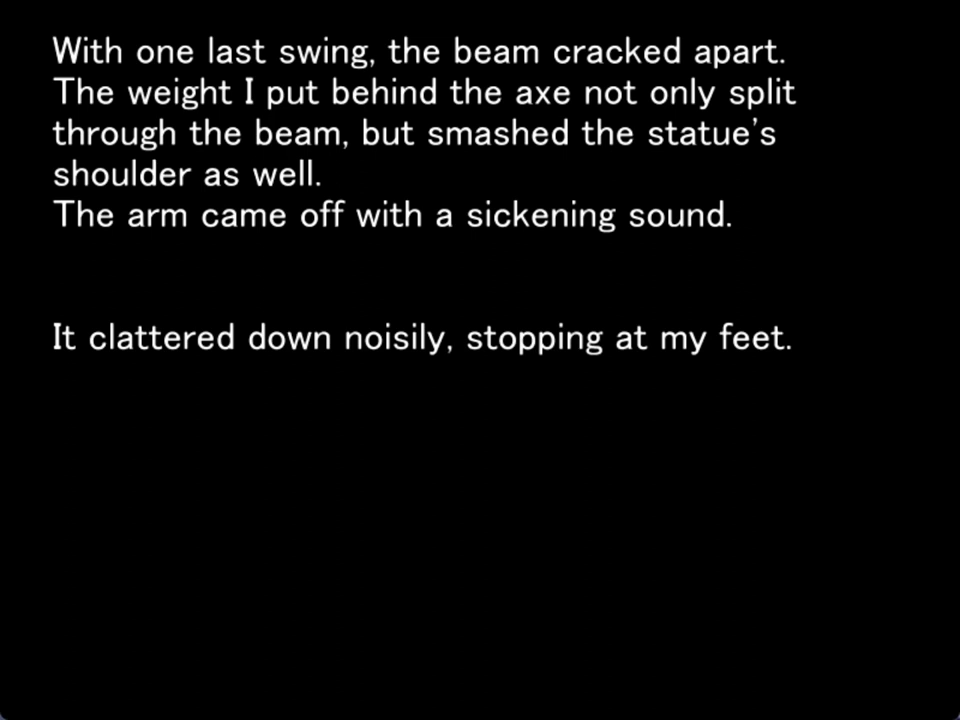 With one last swing, the beam cracked apart.
The weight I put behind the axe not only split
through the beam, but smashed the statue's
shoulder as well.
The arm came off with a sickening sound.
It clattered down noisily, stopping at my feet.